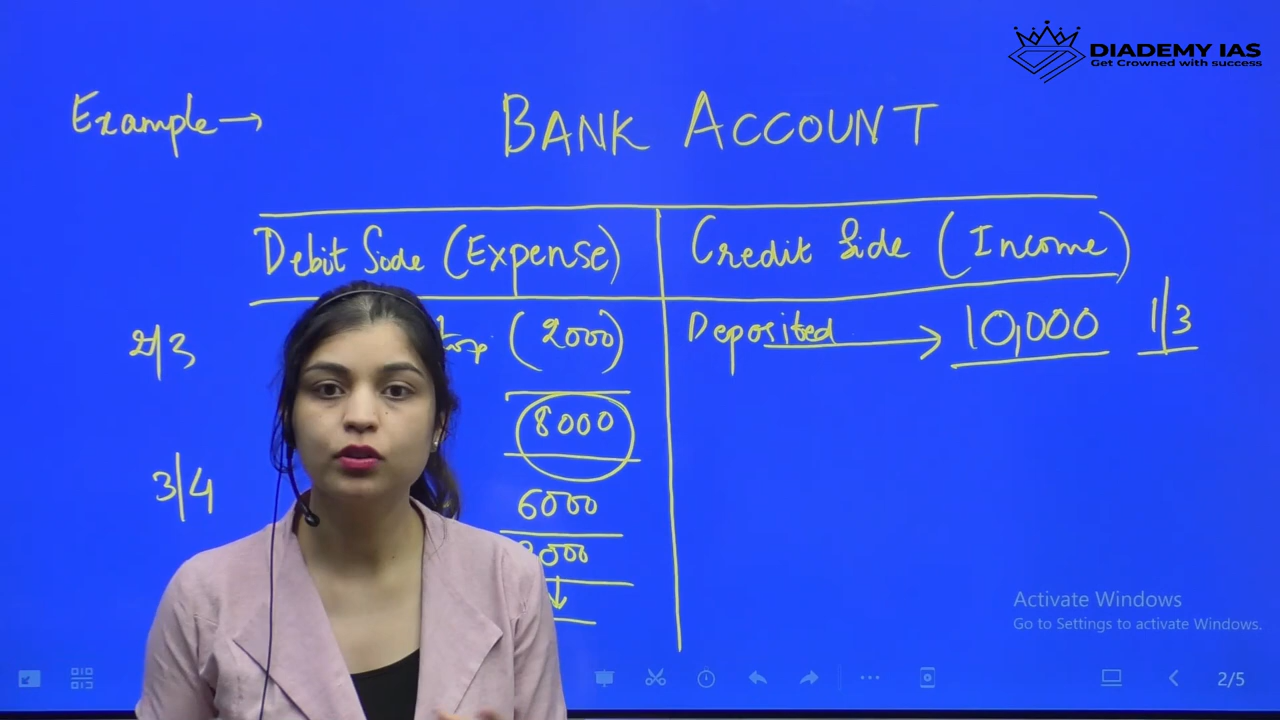 DIADEMY IAS
Get Crowned with success
Example→ BANK ACCOUNT
Debit Side (Expense) Credit Side (Income)
2/3 (2000) Deposited → 10,000 1/3
8000
3/4 6000
2000
Activate Windows
Go to Settings to activate Windows.
2/5